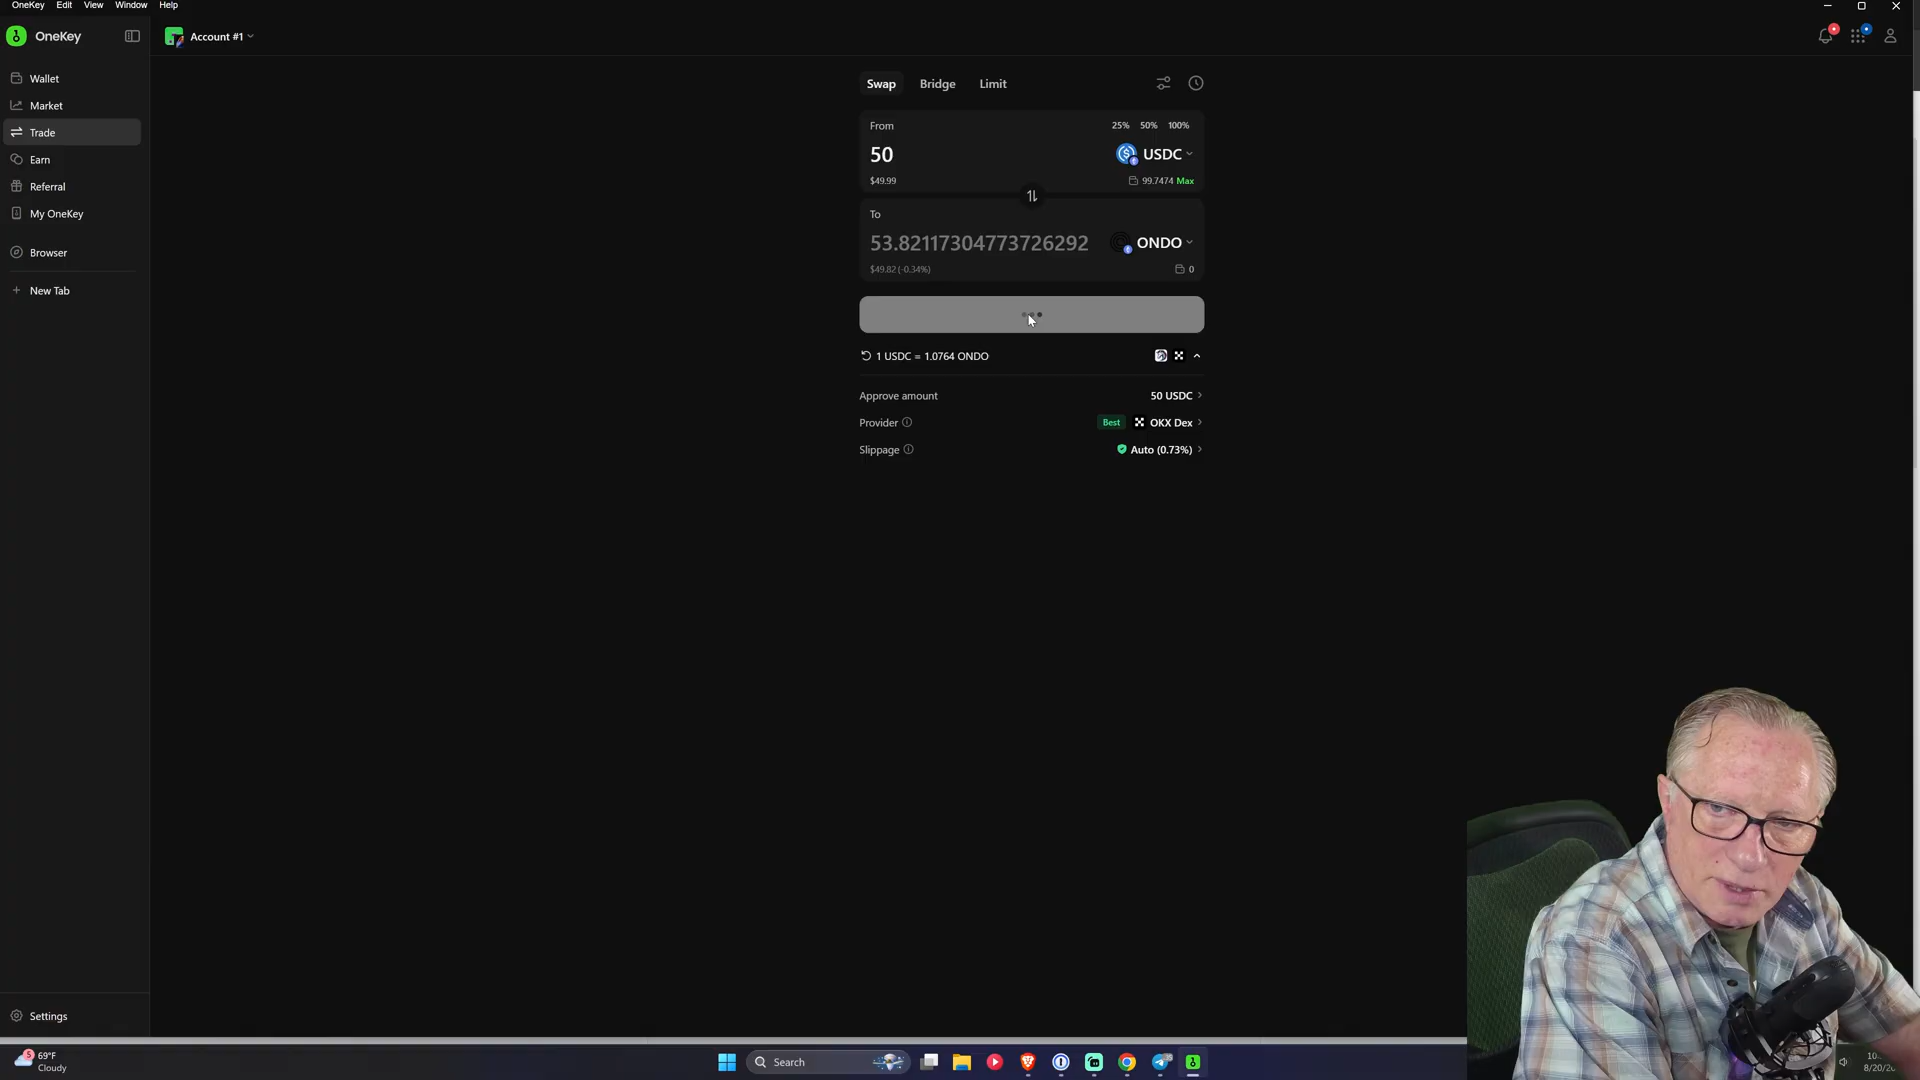 OneKey Edit View Window Help
OneKey
Account #1
Wallet
Market
Trade
Earn
Referral
My OneKey
Browser
New Tab
Settings
Swap Bridge Limit
From 25% 50% 100%
50 USDC
$49.99 99.7474 Max
To
53.82117304773726292 ONDO
$49.82 (-0.34%) 0
1 USDC = 1.0764 ONDO
Approve amount 50 USDC
Provider Best OKX Dex
Slippage Auto (0.73%)
69°F
Cloudy
Search